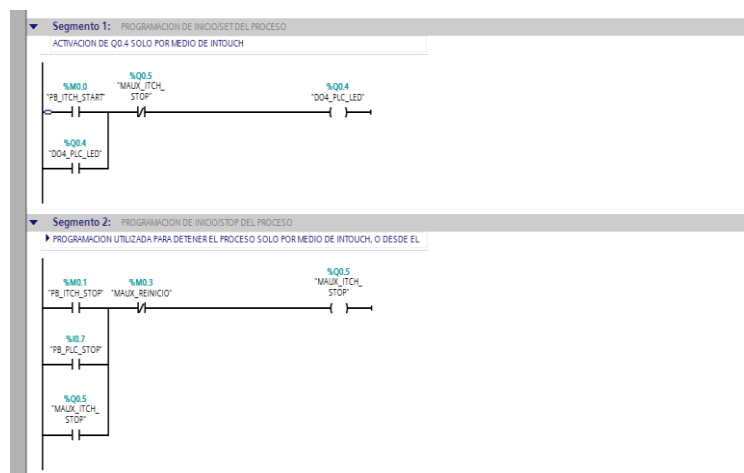 Segmento 1: PROGRAMACION DE INICIO/SET DEL PROCESO
ACTIVACION DE Q0.4 SOLO POR MEDIO DE INTOUCH
%M0.0
"PB_ITCH_START"
%Q0.5
"MAUX_ITCH_
STOP"
%Q0.4
"DO4_PLC_LED"
%Q0.4
"DO4_PLC_LED"
Segmento 2: PROGRAMACION DE INICIO/STOP DEL PROCESO
PROGRAMACION UTILIZADA PARA DETENER EL PROCESO SOLO POR MEDIO DE INTOUCH, O DESDE EL
%M0.1
"PB_ITCH_STOP"
%M0.3
"MAUX_REINICIO"
%Q0.5
"MAUX_ITCH_
STOP"
%I0.7
"PB_PLC_STOP"
%Q0.5
"MAUX_ITCH_
STOP"